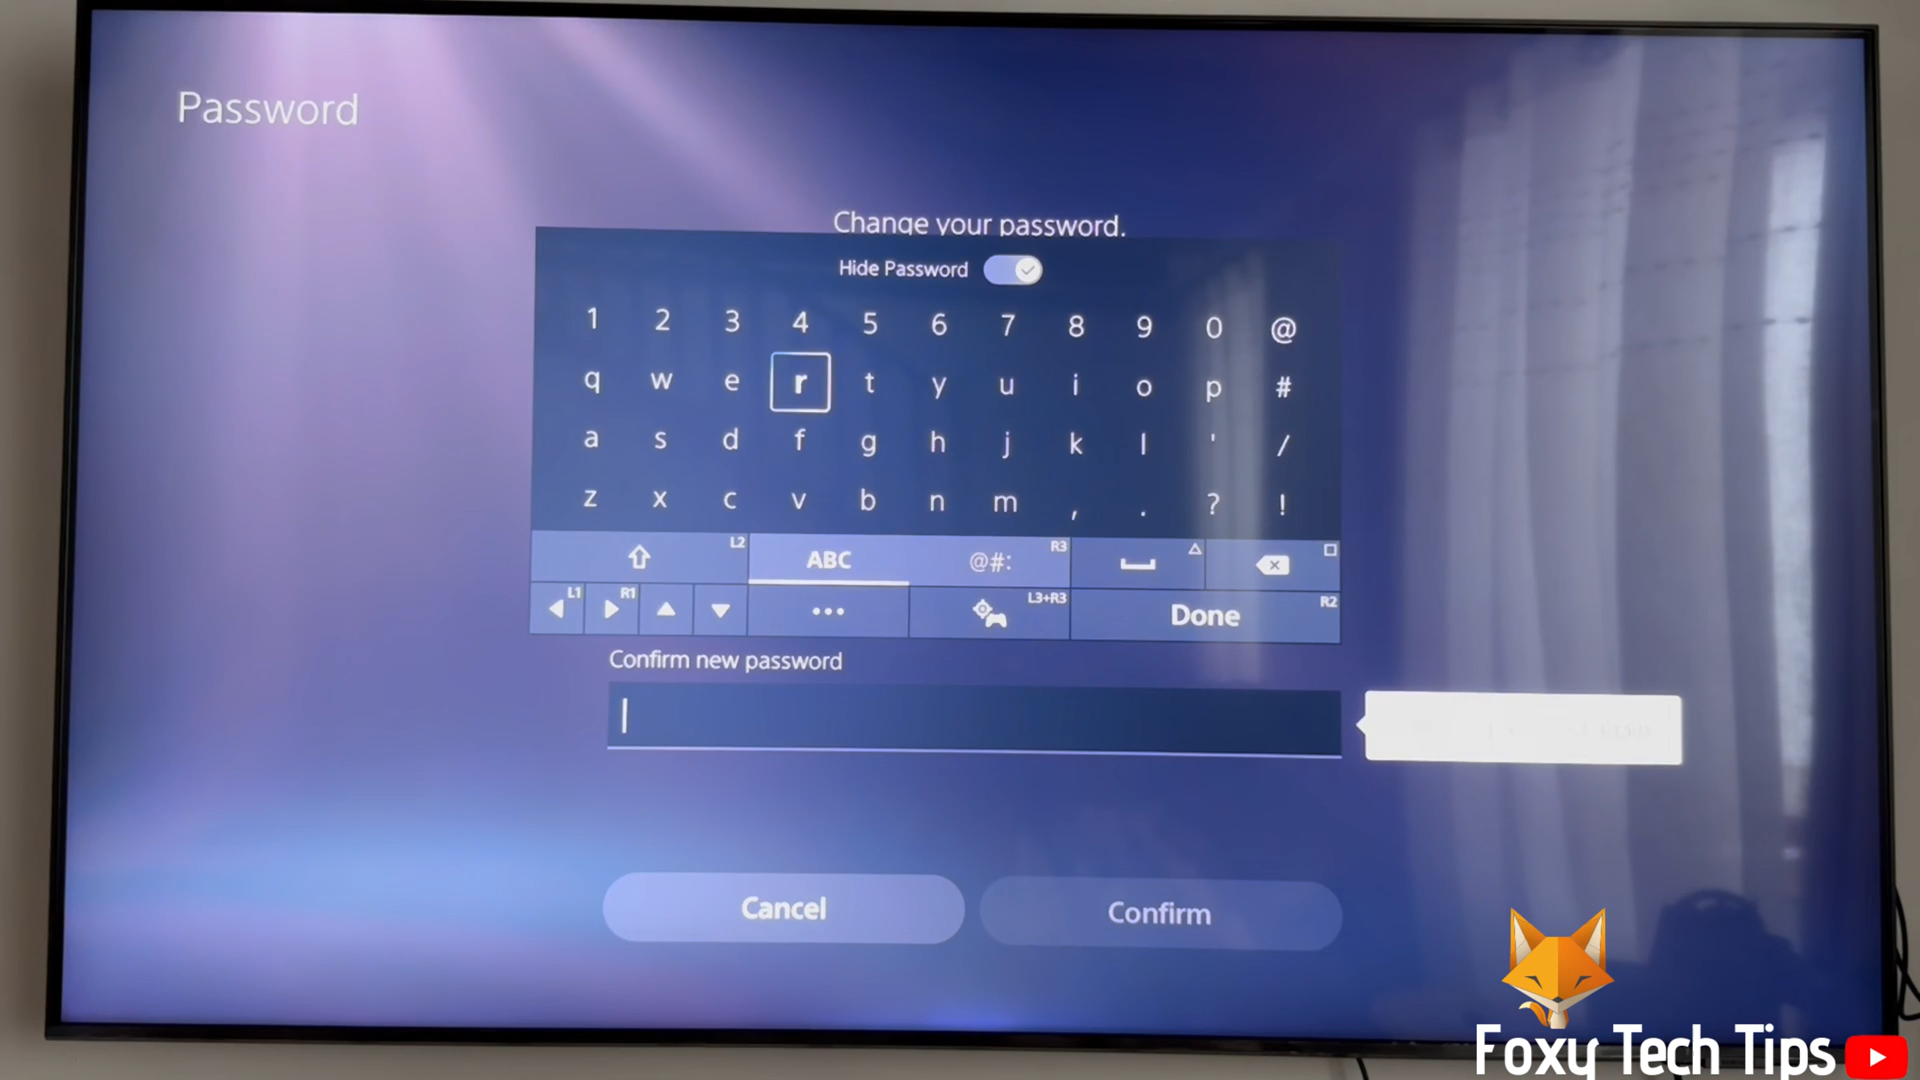 Password
Change your password.
Hide Password
1 2 3 4 5 6 7 8 9 0 @
q w e r t y u i o p #
a s d f g h j k l ' /
z x c v b n m , . ? !
L2 ABC @#: R3
L1 R1 ••• L3+R3 Done R2
Confirm new password
Cancel Confirm
Foxy Tech Tips